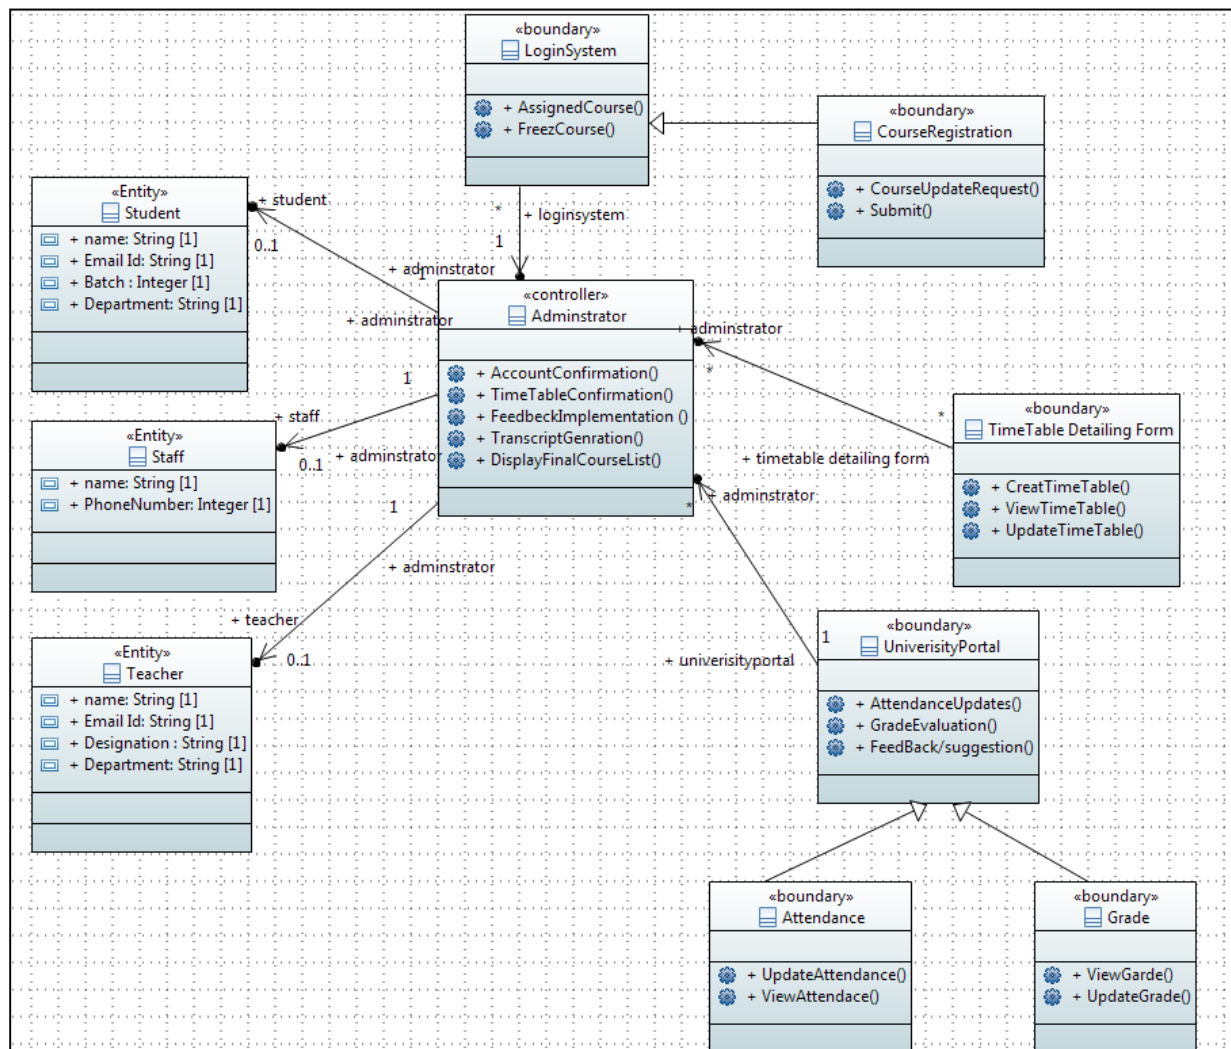 «boundary»
LoginSystem
+ AssignedCourse()
+ FreezCourse()
«boundary»
CourseRegistration
+ CourseUpdateRequest()
+ Submit()
*
+ loginsystem
1
«Entity»
Student
+ name: String [1]
+ Email Id: String [1]
+ Batch : Integer [1]
+ Department: String [1]
+ student
0..1
+ adminstrator
1
+ adminstrator
«controller»
Adminstrator
+ AccountConfirmation()
+ TimeTableConfirmation()
+ FeedbeckImplementation ()
+ TranscriptGenration()
+ DisplayFinalCourseList()
+ adminstrator
*
*
+ timetable detailing form
«boundary»
TimeTable Detailing Form
+ CreatTimeTable()
+ ViewTimeTable()
+ UpdateTimeTable()
1
+ staff
0..1
+ adminstrator
«Entity»
Staff
+ name: String [1]
+ PhoneNumber: Integer [1]
1
+ adminstrator
+ teacher
0..1
«Entity»
Teacher
+ name: String [1]
+ Email Id: String [1]
+ Designation : String [1]
+ Department: String [1]
*
+ adminstrator
1
+ univerisityportal
«boundary»
UniverisityPortal
+ AttendanceUpdates()
+ GradeEvaluation()
+ FeedBack/suggestion()
«boundary»
Attendance
+ UpdateAttendance()
+ ViewAttendace()
«boundary»
Grade
+ ViewGarde()
+ UpdateGrade()